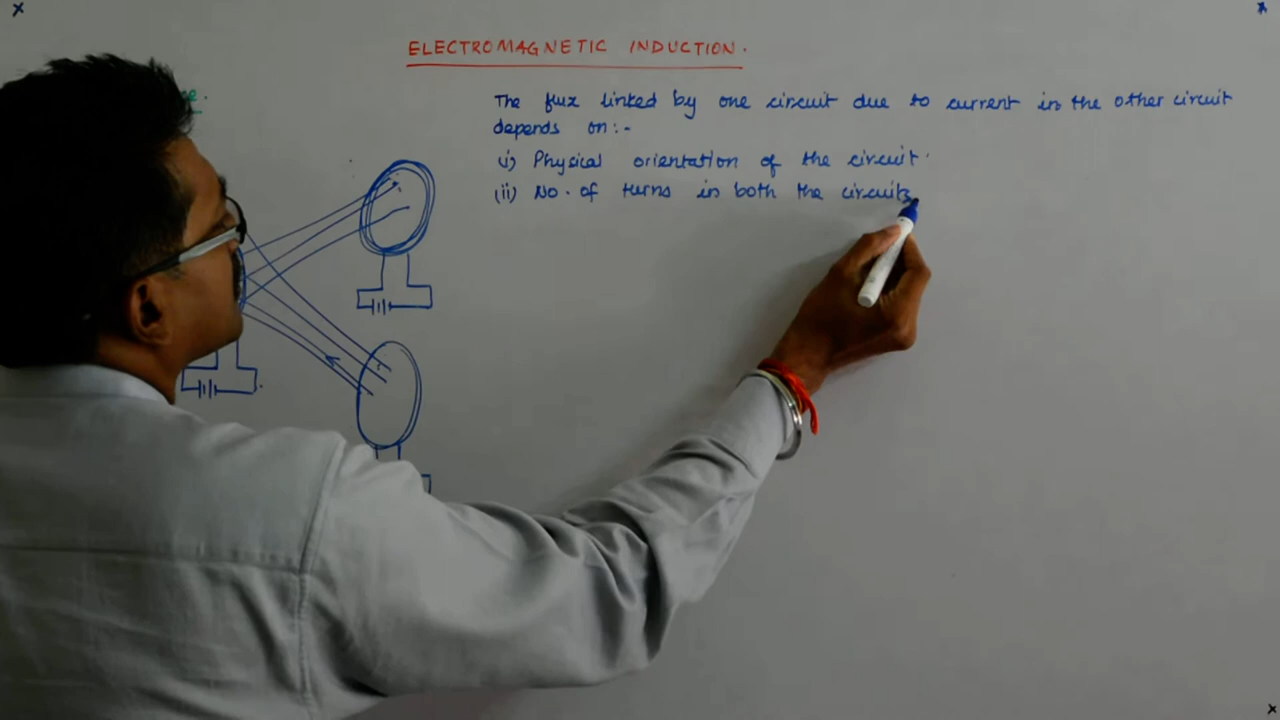 ELECTROMAGNETIC INDUCTION.
The flux linked by one circuit due to current in the other circuit
depends on:-
(i) Physical orientation of the circuit.
(ii) No. of turns in both the circuits